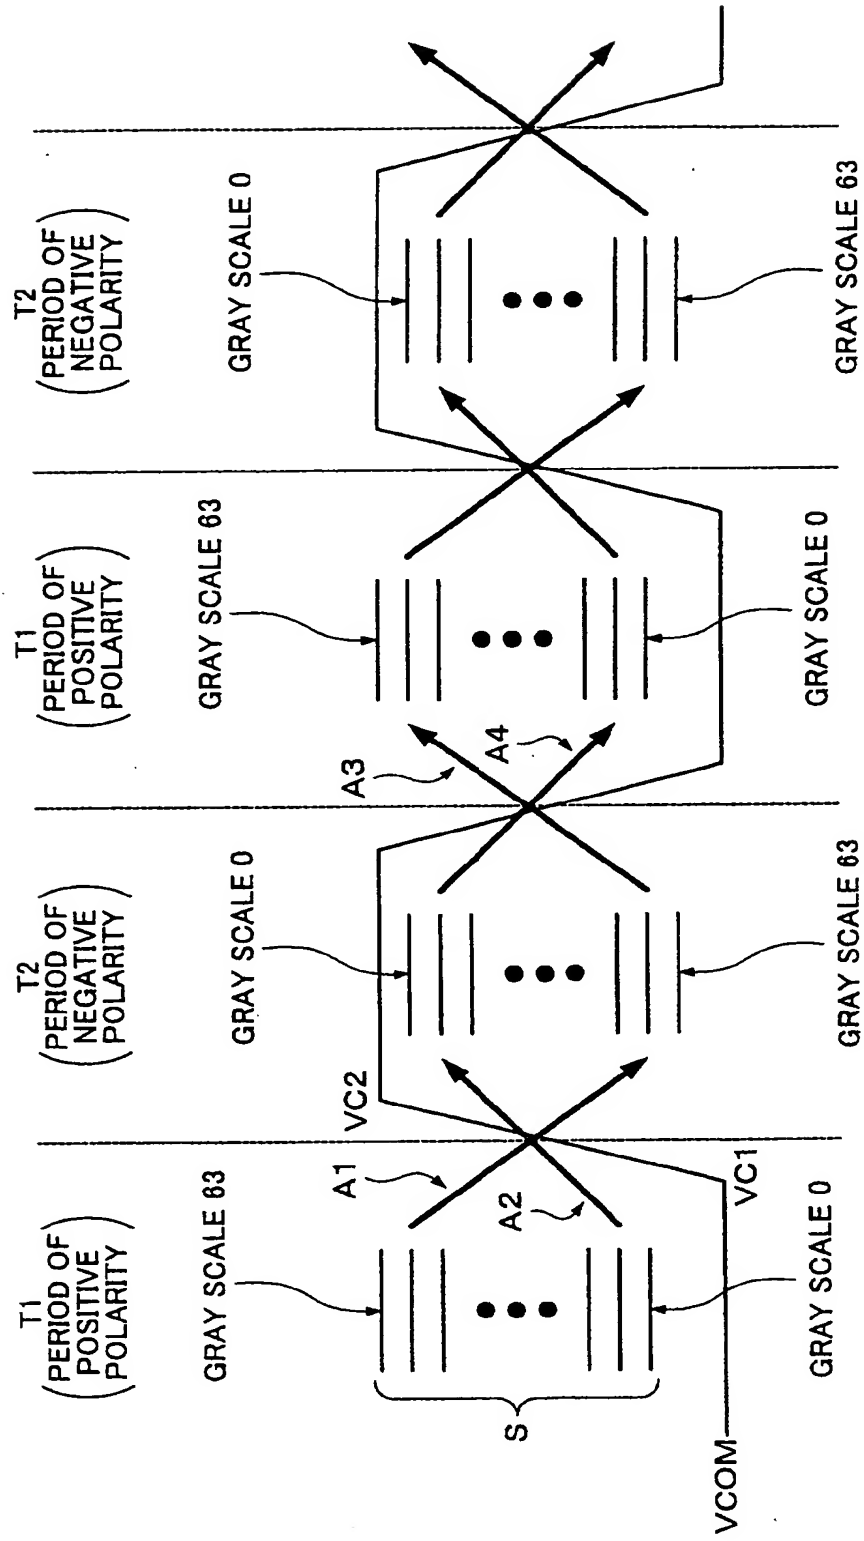 T1
(PERIOD OF
POSITIVE
POLARITY)
T2
(PERIOD OF
NEGATIVE
POLARITY)
T1
(PERIOD OF
POSITIVE
POLARITY)
T2
(PERIOD OF
NEGATIVE
POLARITY)
GRAY SCALE 63
GRAY SCALE 0
GRAY SCALE 63
GRAY SCALE 0
A1
VC2
A3
S
A2
A4
VCOM
VC1
GRAY SCALE 0
GRAY SCALE 63
GRAY SCALE 0
GRAY SCALE 63